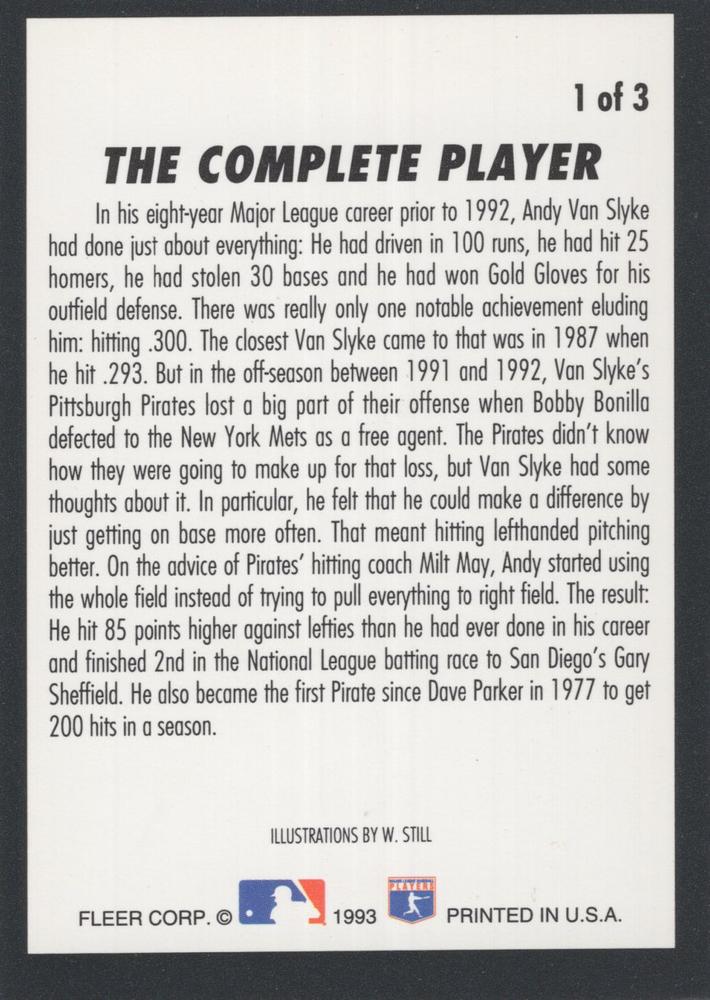 1 of 3
THE COMPLETE PLAYER
In his eight-year Major League career prior to 1992, Andy Van Slyke
had done just about everything: He had driven in 100 runs, he had hit 25
homers, he had stolen 30 bases and he had won Gold Gloves for his
outfield defense. There was really only one notable achievement eluding
him: hitting .300. The closest Van Slyke came to that was in 1987 when
he hit .293. But in the off-season between 1991 and 1992, Van Slyke's
Pittsburgh Pirates lost a big part of their offense when Bobby Bonilla
defected to the New York Mets as a free agent. The Pirates didn't know
how they were going to make up for that loss, but Van Slyke had some
thoughts about it. In particular, he felt that he could make a difference by
just getting on base more often. That meant hitting lefthanded pitching
better. On the advice of Pirates' hitting coach Milt May, Andy started using
the whole field instead of trying to pull everything to right field. The result:
He hit 85 points higher against lefties than he had ever done in his career
and finished 2nd in the National League batting race to San Diego's Gary
Sheffield. He also became the first Pirate since Dave Parker in 1977 to get
200 hits in a season.
ILLUSTRATIONS BY W. STILL
MAJOR LEAGUE BASEBALL
PLAYERS
FLEER CORP. © 1993 PRINTED IN U.S.A.